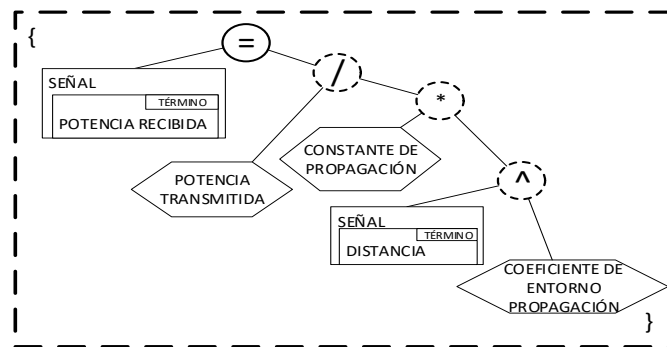 {
=
/
*
SEÑAL
TÉRMINO
POTENCIA RECIBIDA
CONSTANTE DE
PROPAGACIÓN
POTENCIA
TRANSMITIDA
^
SEÑAL
TÉRMINO
DISTANCIA
COEFICIENTE DE
ENTORNO
PROPAGACIÓN
}